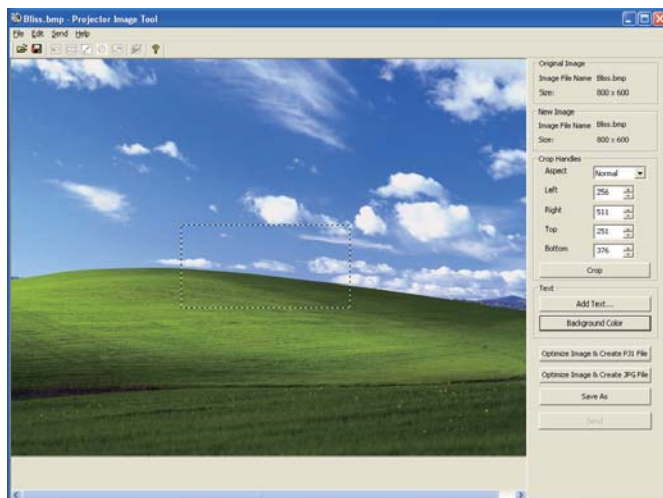 Bliss.bmp - Projector Image Tool
File Edit Send Help
Original Image
Image File Name Bliss.bmp
Size: 800 x 600
New Image
Image File Name Bliss.bmp
Size: 800 x 600
Crop Handles
Aspect Normal
Left 256
Right 511
Top 251
Bottom 376
Crop
Text
Add Text...
Background Color
Optimize Image & Create PJ1 File
Optimize Image & Create JPG File
Save As
Send